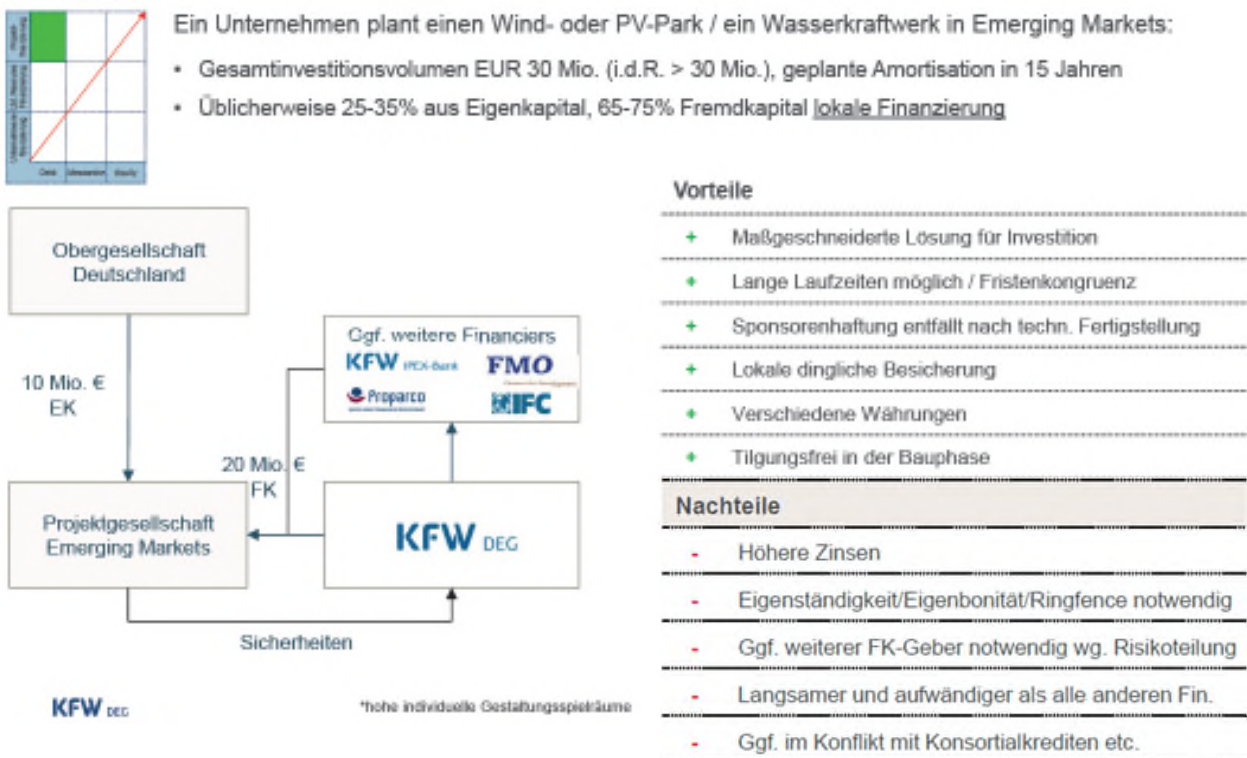 Ein Unternehmen plant einen Wind- oder PV-Park / ein Wasserkraftwerk in Emerging Markets:
• Gesamtinvestitionsvolumen EUR 30 Mio. (i.d.R. > 30 Mio.), geplante Amortisation in 15 Jahren
• Üblicherweise 25-35% aus Eigenkapital, 65-75% Fremdkapital lokale Finanzierung
Debt Mezzanine Equity
Obergesellschaft
Deutschland
10 Mio. €
EK
Ggf. weitere Financiers
KFW IPEX-Bank FMO
Proparco IFC
20 Mio. €
FK
Projektgesellschaft
Emerging Markets
KFW DEG
Sicherheiten
KFW DEG
*hohe individuelle Gestaltungsspielräume
Vorteile
+ Maßgeschneiderte Lösung für Investition
+ Lange Laufzeiten möglich / Fristenkongruenz
+ Sponsorenhaftung entfällt nach techn. Fertigstellung
+ Lokale dingliche Besicherung
+ Verschiedene Währungen
+ Tilgungsfrei in der Bauphase
Nachteile
- Höhere Zinsen
- Eigenständigkeit/Eigenbonität/Ringfence notwendig
- Ggf. weiterer FK-Geber notwendig wg. Risikoteilung
- Langsamer und aufwändiger als alle anderen Fin.
- Ggf. im Konflikt mit Konsortialkrediten etc.